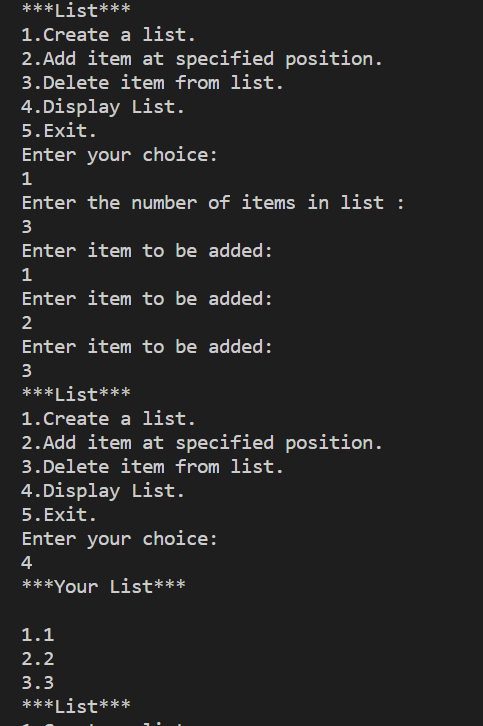 ***List***
1.Create a list.
2.Add item at specified position.
3.Delete item from list.
4.Display List.
5.Exit.
Enter your choice:
1
Enter the number of items in list :
3
Enter item to be added:
1
Enter item to be added:
2
Enter item to be added:
3
***List***
1.Create a list.
2.Add item at specified position.
3.Delete item from list.
4.Display List.
5.Exit.
Enter your choice:
4
***Your List***
1.1
2.2
3.3
***List***